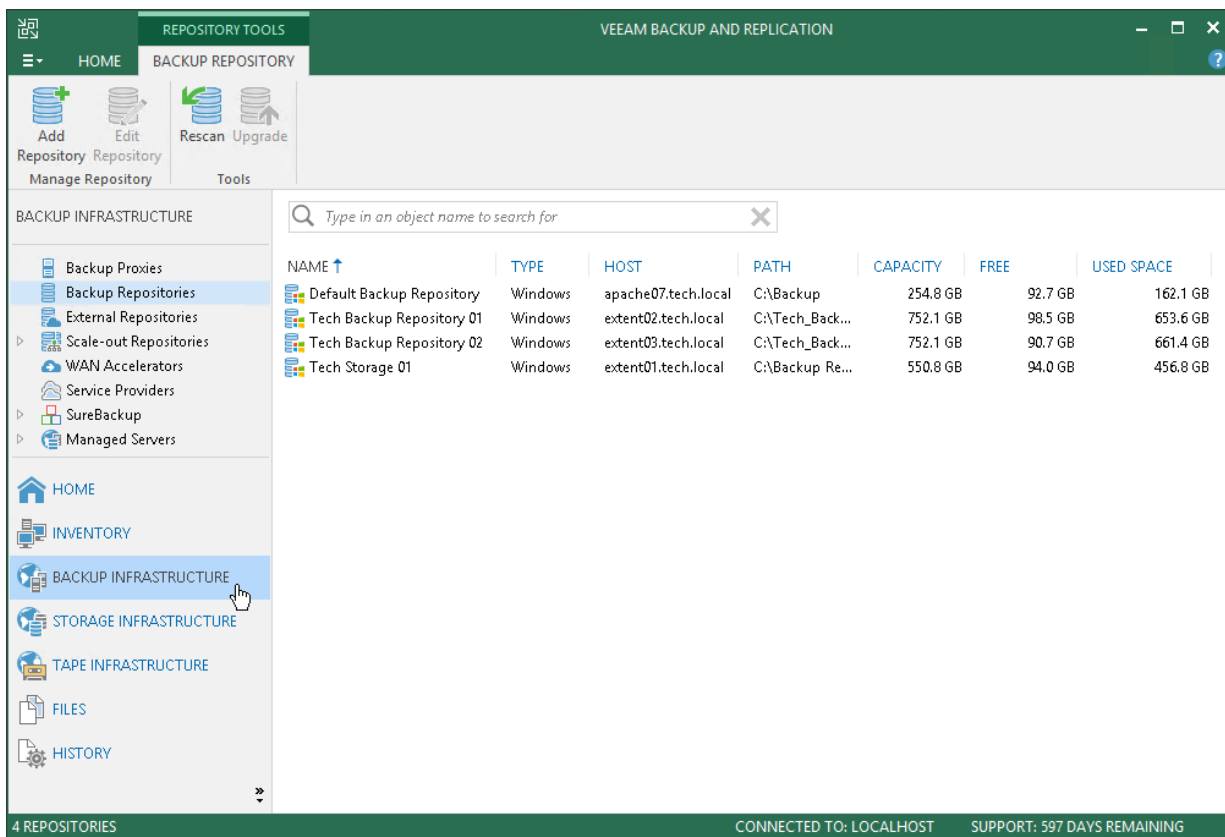 REPOSITORY TOOLS
VEEAM BACKUP AND REPLICATION
HOME
BACKUP REPOSITORY
Add Repository
Edit Repository
Rescan
Upgrade
Manage Repository
Tools
BACKUP INFRASTRUCTURE
Backup Proxies
Backup Repositories
External Repositories
Scale-out Repositories
WAN Accelerators
Service Providers
SureBackup
Managed Servers
HOME
INVENTORY
BACKUP INFRASTRUCTURE
STORAGE INFRASTRUCTURE
TAPE INFRASTRUCTURE
FILES
HISTORY
Type in an object name to search for
NAME TYPE HOST PATH CAPACITY FREE USED SPACE
Default Backup Repository Windows apache07.tech.local C:\Backup 254.8 GB 92.7 GB 162.1 GB
Tech Backup Repository 01 Windows extent02.tech.local C:\Tech_Back... 752.1 GB 98.5 GB 653.6 GB
Tech Backup Repository 02 Windows extent03.tech.local C:\Tech_Back... 752.1 GB 90.7 GB 661.4 GB
Tech Storage 01 Windows extent01.tech.local C:\Backup Re... 550.8 GB 94.0 GB 456.8 GB
4 REPOSITORIES
CONNECTED TO: LOCALHOST
SUPPORT: 597 DAYS REMAINING